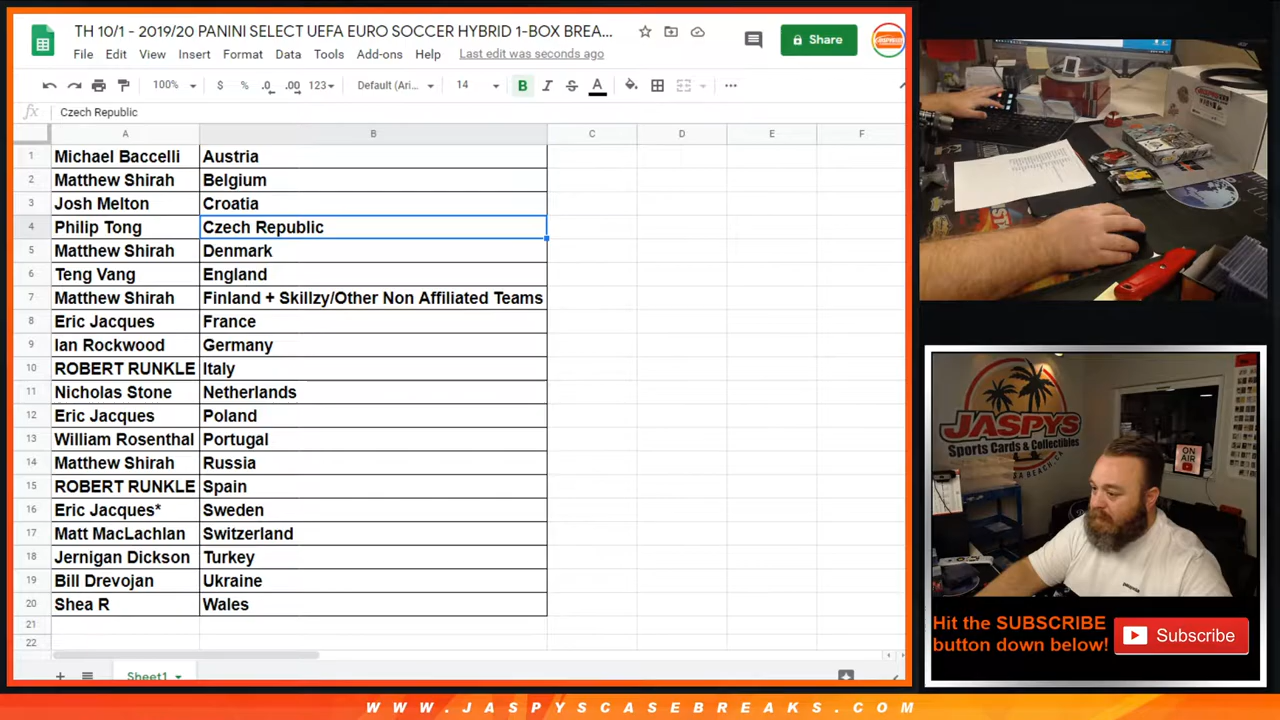 TH 10/1 - 2019/20 PANINI SELECT UEFA EURO SOCCER HYBRID 1-BOX BREA...
File Edit View Insert Format Data Tools Add-ons Help Last edit was seconds ago
Share
100% $ % .0 .00 123 Default (Ari... 14 B I S A
fx Czech Republic
A B C D E F
1 Michael Baccelli Austria
2 Matthew Shirah Belgium
3 Josh Melton Croatia
4 Philip Tong Czech Republic
5 Matthew Shirah Denmark
6 Teng Vang England
7 Matthew Shirah Finland + Skillzy/Other Non Affiliated Teams
8 Eric Jacques France
9 Ian Rockwood Germany
10 ROBERT RUNKLE Italy
11 Nicholas Stone Netherlands
12 Eric Jacques Poland
13 William Rosenthal Portugal
14 Matthew Shirah Russia
15 ROBERT RUNKLE Spain
16 Eric Jacques* Sweden
17 Matt MacLachlan Switzerland
18 Jernigan Dickson Turkey
19 Bill Drevojan Ukraine
20 Shea R Wales
21
22
Sheet1
JASPYS
Sports Cards & Collectibles
ON
AIR
Hit the SUBSCRIBE
button down below!
Subscribe
WWW.JASPYSCASEBREAKS.COM